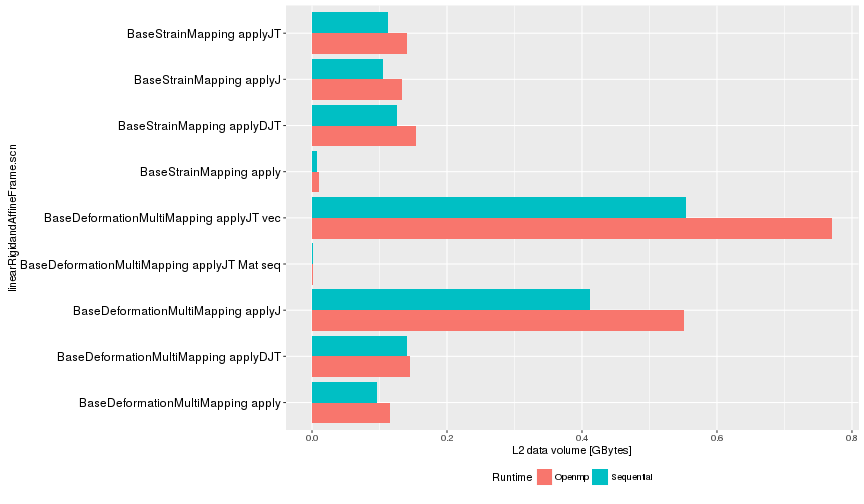 linearRigidandAffineFrame.scn
BaseStrainMapping applyJT
BaseStrainMapping applyJ
BaseStrainMapping applyDJT
BaseStrainMapping apply
BaseDeformationMultiMapping applyJT vec
BaseDeformationMultiMapping applyJT Mat seq
BaseDeformationMultiMapping applyJ
BaseDeformationMultiMapping applyDJT
BaseDeformationMultiMapping apply
0.0 0.2 0.4 0.6 0.8
L2 data volume [GBytes]
Runtime Openmp Sequential